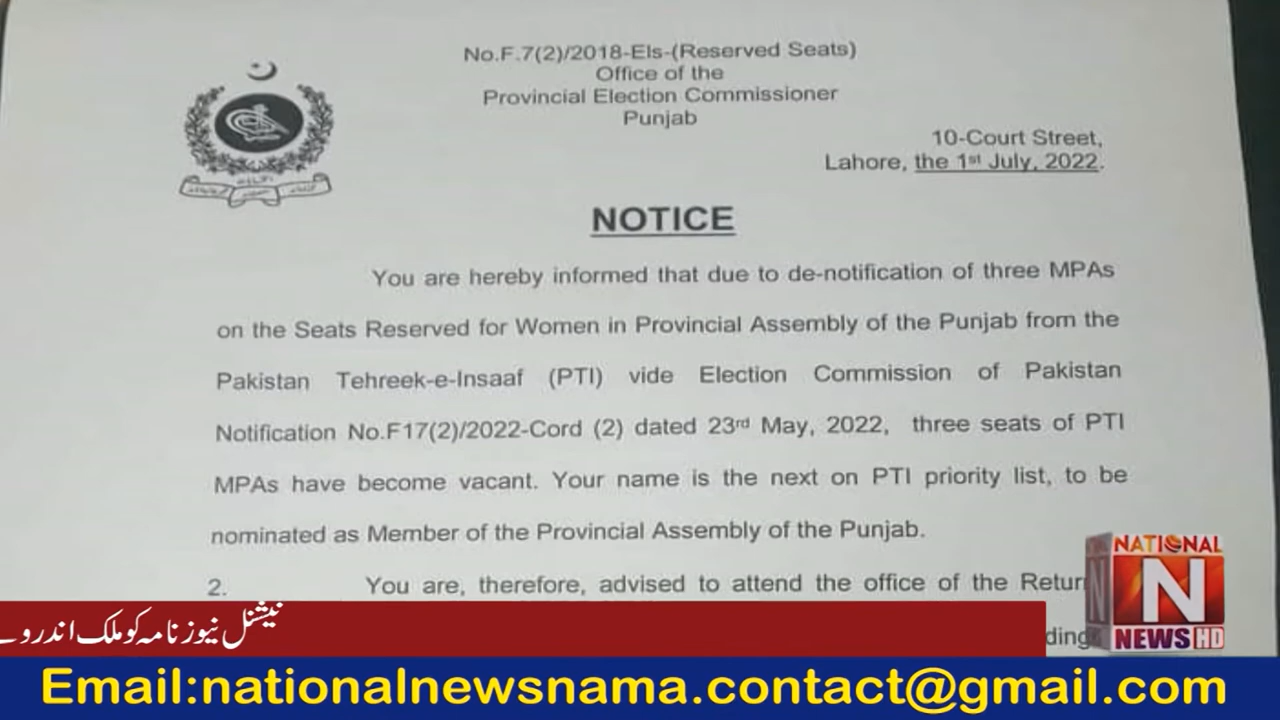 No.F.7(2)/2018-Els-(Reserved Seats)
Office of the
Provincial Election Commissioner
Punjab
10-Court Street,
Lahore, the 1st July, 2022.
NOTICE
You are hereby informed that due to de-notification of three MPAs
on the Seats Reserved for Women in Provincial Assembly of the Punjab from the
Pakistan Tehreek-e-Insaaf (PTI) vide Election Commission of Pakistan
Notification No.F17(2)/2022-Cord (2) dated 23rd May, 2022, three seats of PTI
MPAs have become vacant. Your name is the next on PTI priority list, to be
nominated as Member of the Provincial Assembly of the Punjab.
2. You are, therefore, advised to attend the office of the
NATIONAL
N
NEWS HD
نیشنل نیوز نامہ کو ملک اندرو
Email:nationalnewsnama.contact@gmail.com